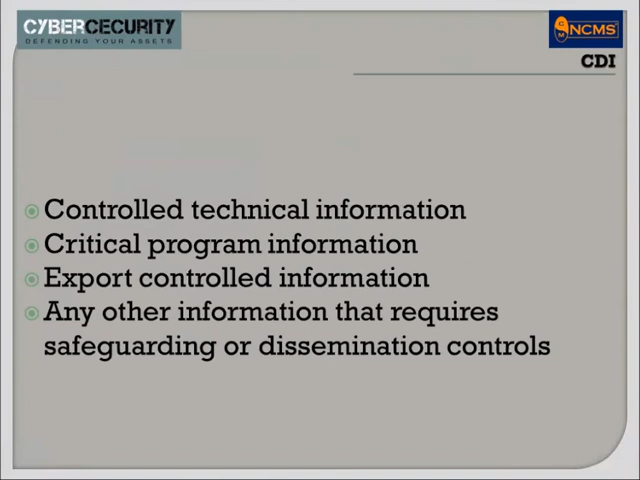 CYBERCECURITY
DEFENDING YOUR ASSETS
NCMS
CDI
Controlled technical information
Critical program information
Export controlled information
Any other information that requires
safeguarding or dissemination controls